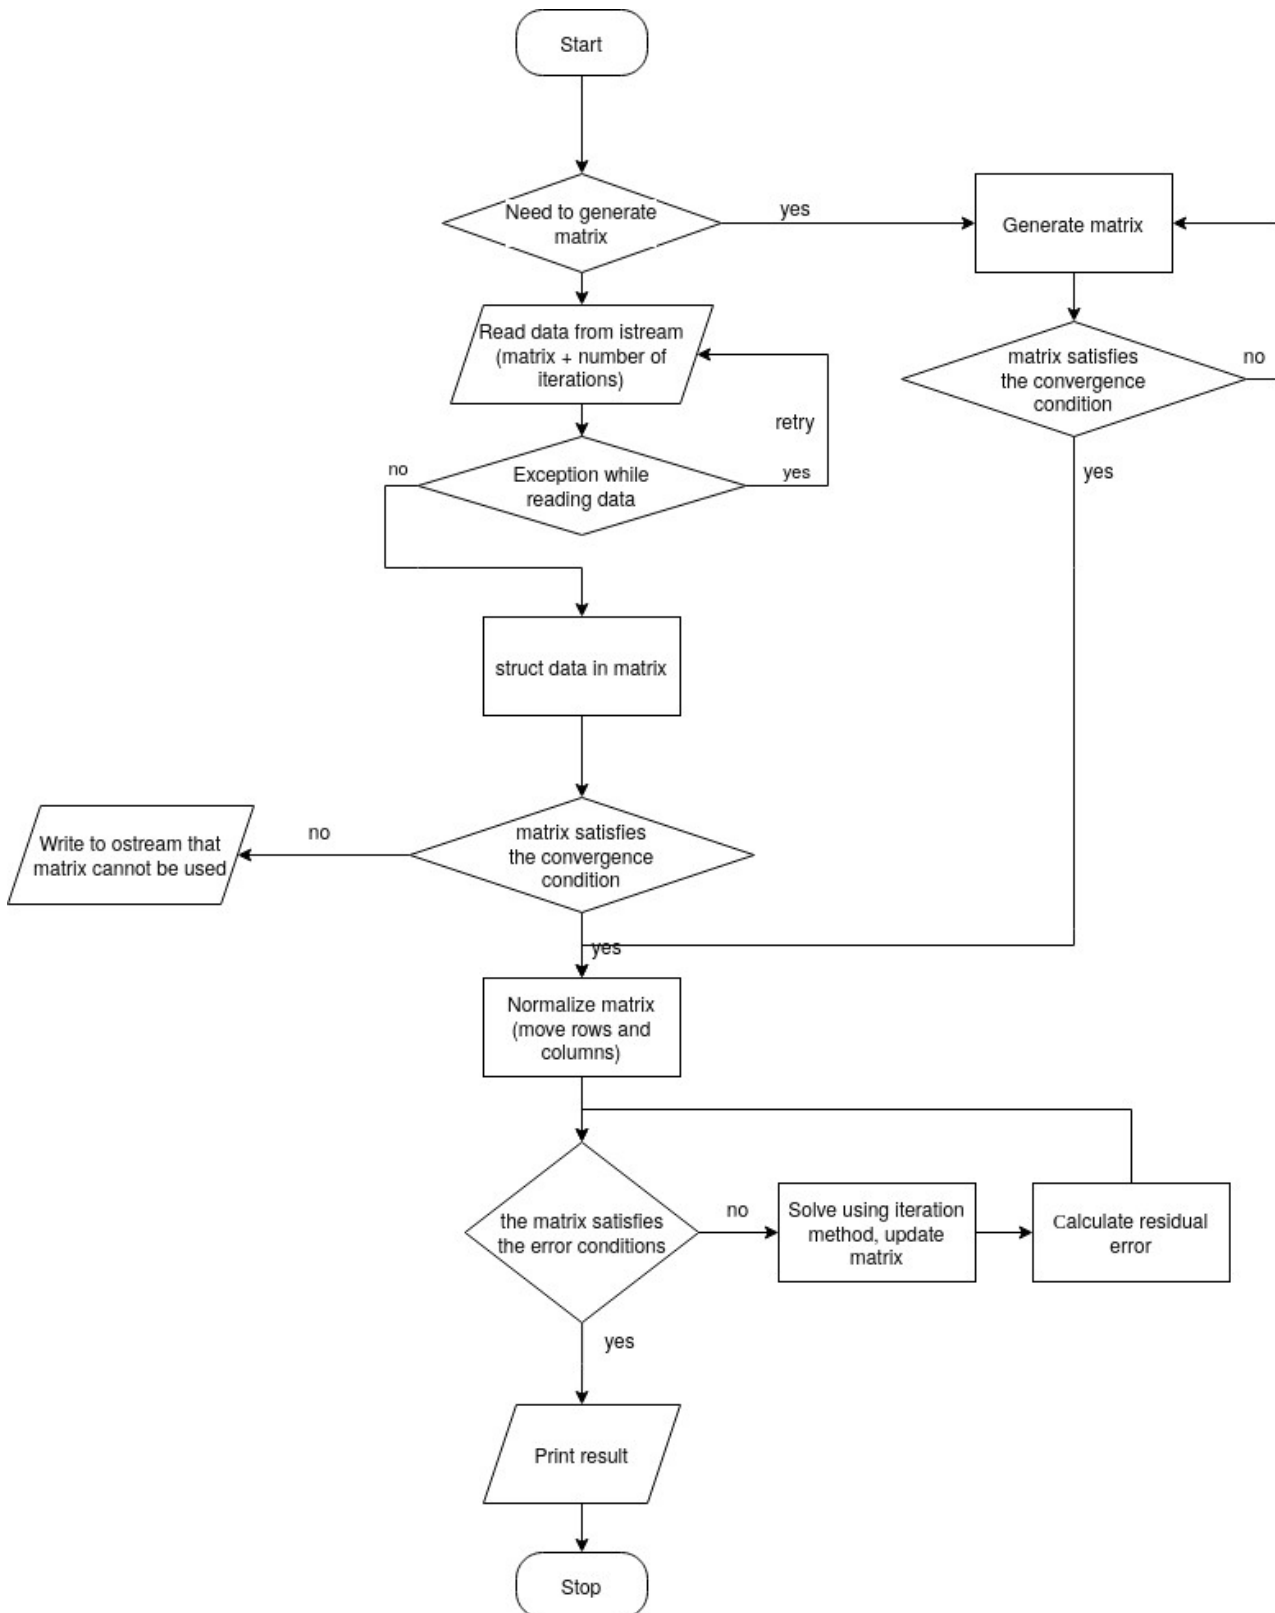 Start
Need to generate
matrix
yes
Generate matrix
Read data from istream
(matrix + number of
iterations)
matrix satisfies
the convergence
condition
no
retry
no
Exception while
reading data
yes
yes
struct data in matrix
Write to ostream that
matrix cannot be used
no
matrix satisfies
the convergence
condition
yes
Normalize matrix
(move rows and
columns)
the matrix satisfies
the error conditions
no
Solve using iteration
method, update
matrix
Calculate residual
error
yes
Print result
Stop